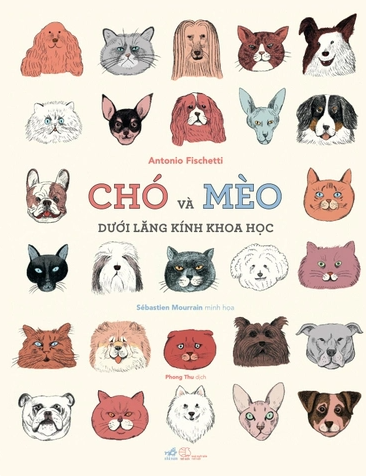 Antonio Fischetti
CHÓ VÀ MÈO
DƯỚI LĂNG KÍNH KHOA HỌC
Sébastien Mourrain minh họa
Phong Thu dịch